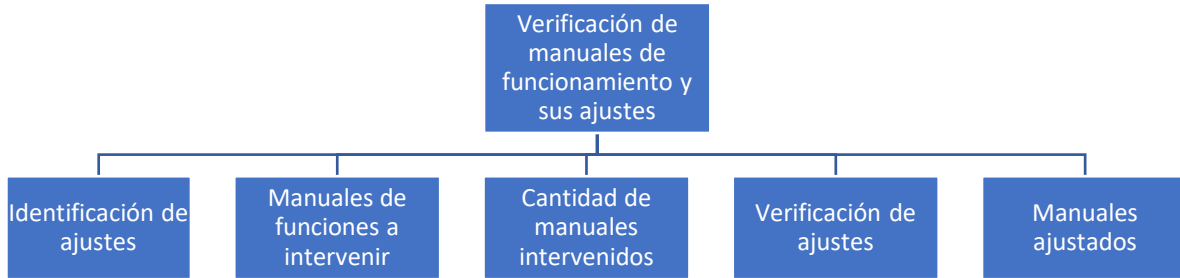 Verificación de
manuales de
funcionamiento y
sus ajustes
Identificación de
ajustes
Manuales de
funciones a
intervenir
Cantidad de
manuales
intervenidos
Verificación de
ajustes
Manuales
ajustados